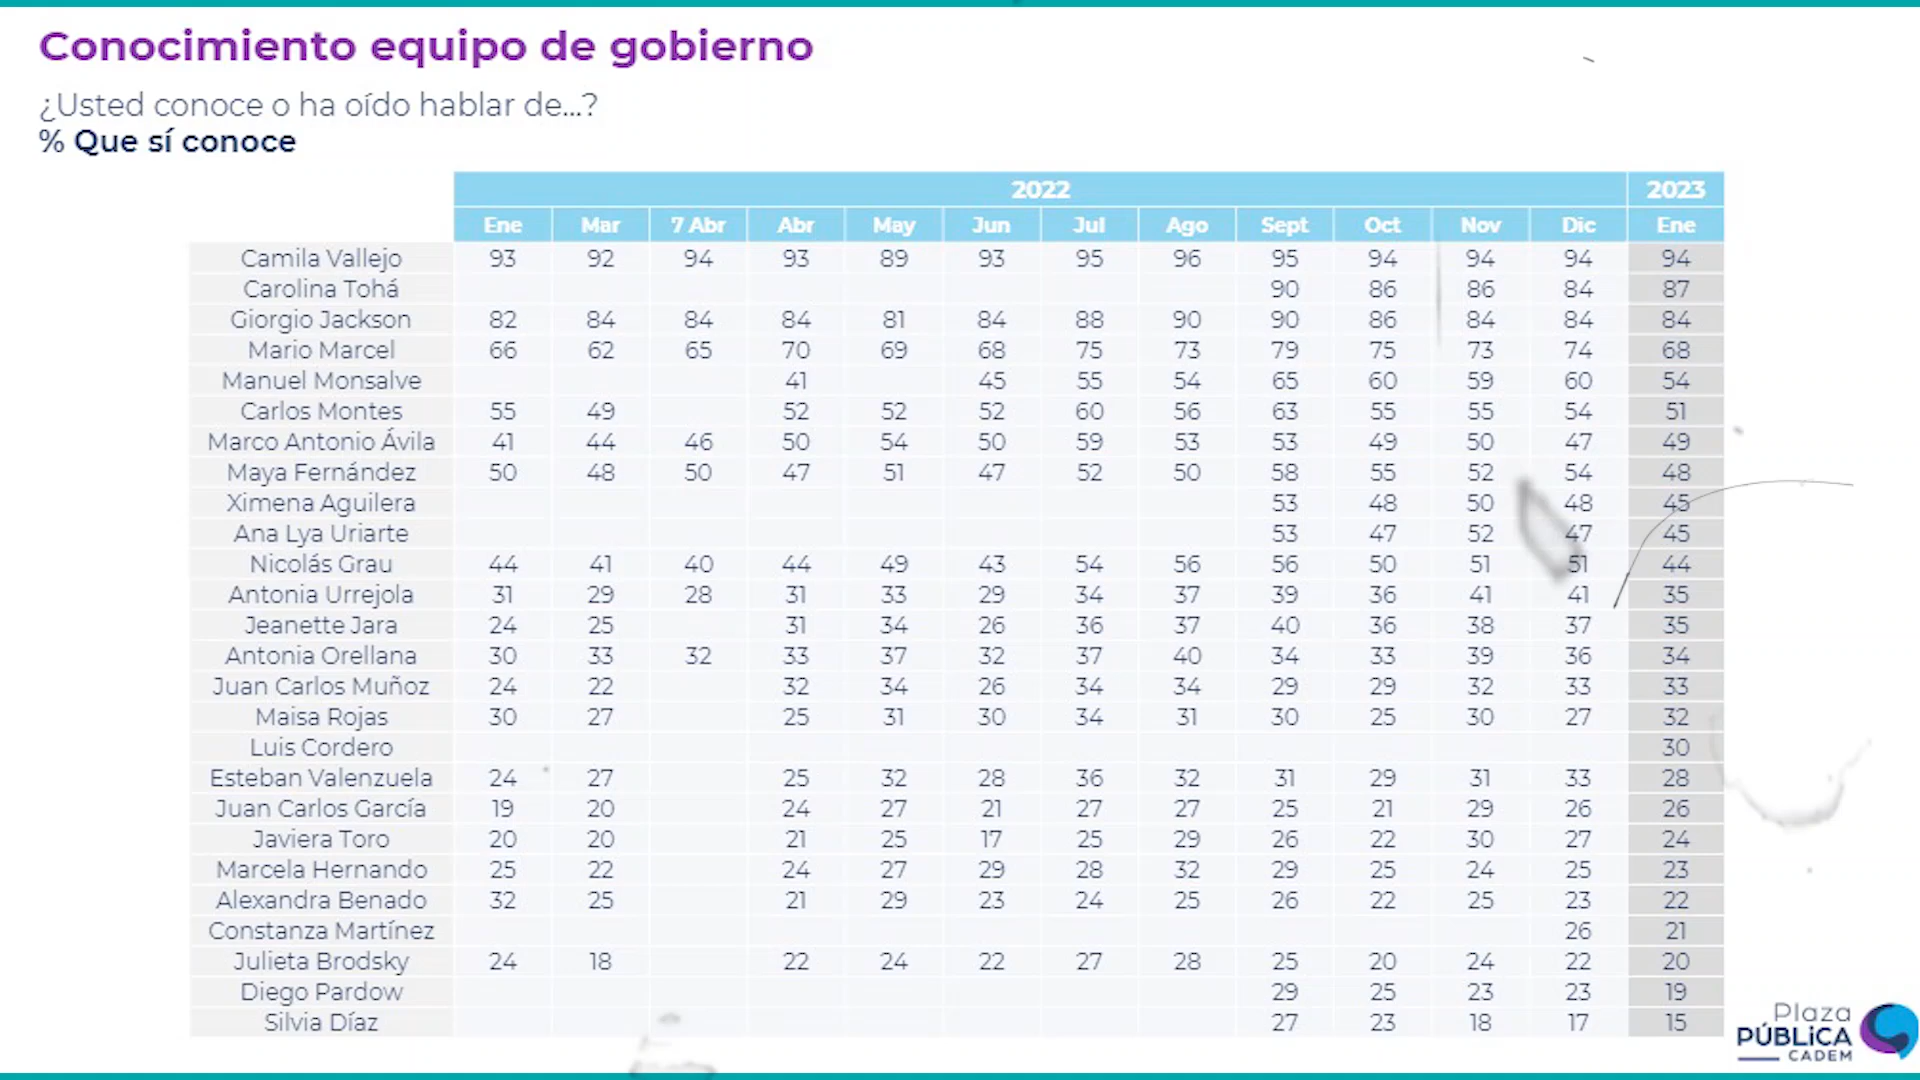 Conocimiento equipo de gobierno
¿Usted conoce o ha oído hablar de...?
% Que sí conoce
2022 2023
Ene Mar 7 Abr Abr May Jun Jul Ago Sept Oct Nov Dic Ene
Camila Vallejo 93 92 94 93 89 93 95 96 95 94 94 94 94
Carolina Tohá 90 86 86 84 87
Giorgio Jackson 82 84 84 84 81 84 88 90 90 86 84 84 84
Mario Marcel 66 62 65 70 69 68 75 73 79 75 73 74 68
Manuel Monsalve 41 45 55 54 65 60 59 60 54
Carlos Montes 55 49 52 52 52 60 56 63 55 55 54 51
Marco Antonio Ávila 41 44 46 50 54 50 59 53 53 49 50 47 49
Maya Fernández 50 48 50 47 51 47 52 50 58 55 52 54 48
Ximena Aguilera 53 48 50 48 45
Ana Lya Uriarte 53 47 52 47 45
Nicolás Grau 44 41 40 44 49 43 54 56 56 50 51 51 44
Antonia Urrejola 31 29 28 31 33 29 34 37 39 36 41 41 35
Jeanette Jara 24 25 31 34 26 36 37 40 36 38 37 35
Antonia Orellana 30 33 32 33 37 32 37 40 34 33 39 36 34
Juan Carlos Muñoz 24 22 32 34 26 34 34 29 29 32 33 33
Maisa Rojas 30 27 25 31 30 34 31 30 25 30 27 32
Luis Cordero 30
Esteban Valenzuela 24 27 25 32 28 36 32 31 29 31 33 28
Juan Carlos García 19 20 24 27 21 27 27 25 21 29 26 26
Javiera Toro 20 20 21 25 17 25 29 26 22 30 27 24
Marcela Hernando 25 22 24 27 29 28 32 29 25 24 25 23
Alexandra Benado 32 25 21 29 23 24 25 26 22 25 23 22
Constanza Martínez 26 21
Julieta Brodsky 24 18 22 24 22 27 28 25 20 24 22 20
Diego Pardow 29 25 23 23 19
Silvia Díaz 27 23 18 17 15
Plaza
PÚBLICA
CADEM